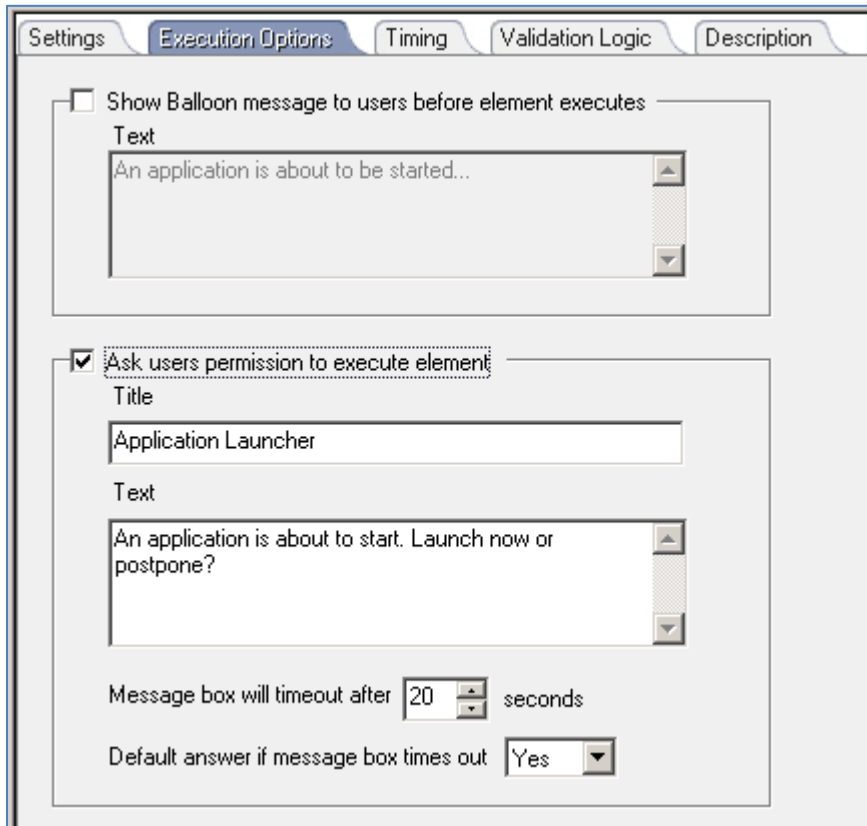 Settings Execution Options Timing Validation Logic Description
Show Balloon message to users before element executes
Text
An application is about to be started...
Ask users permission to execute element
Title
Application Launcher
Text
An application is about to start. Launch now or
postpone?
Message box will timeout after 20 seconds
Default answer if message box times out Yes